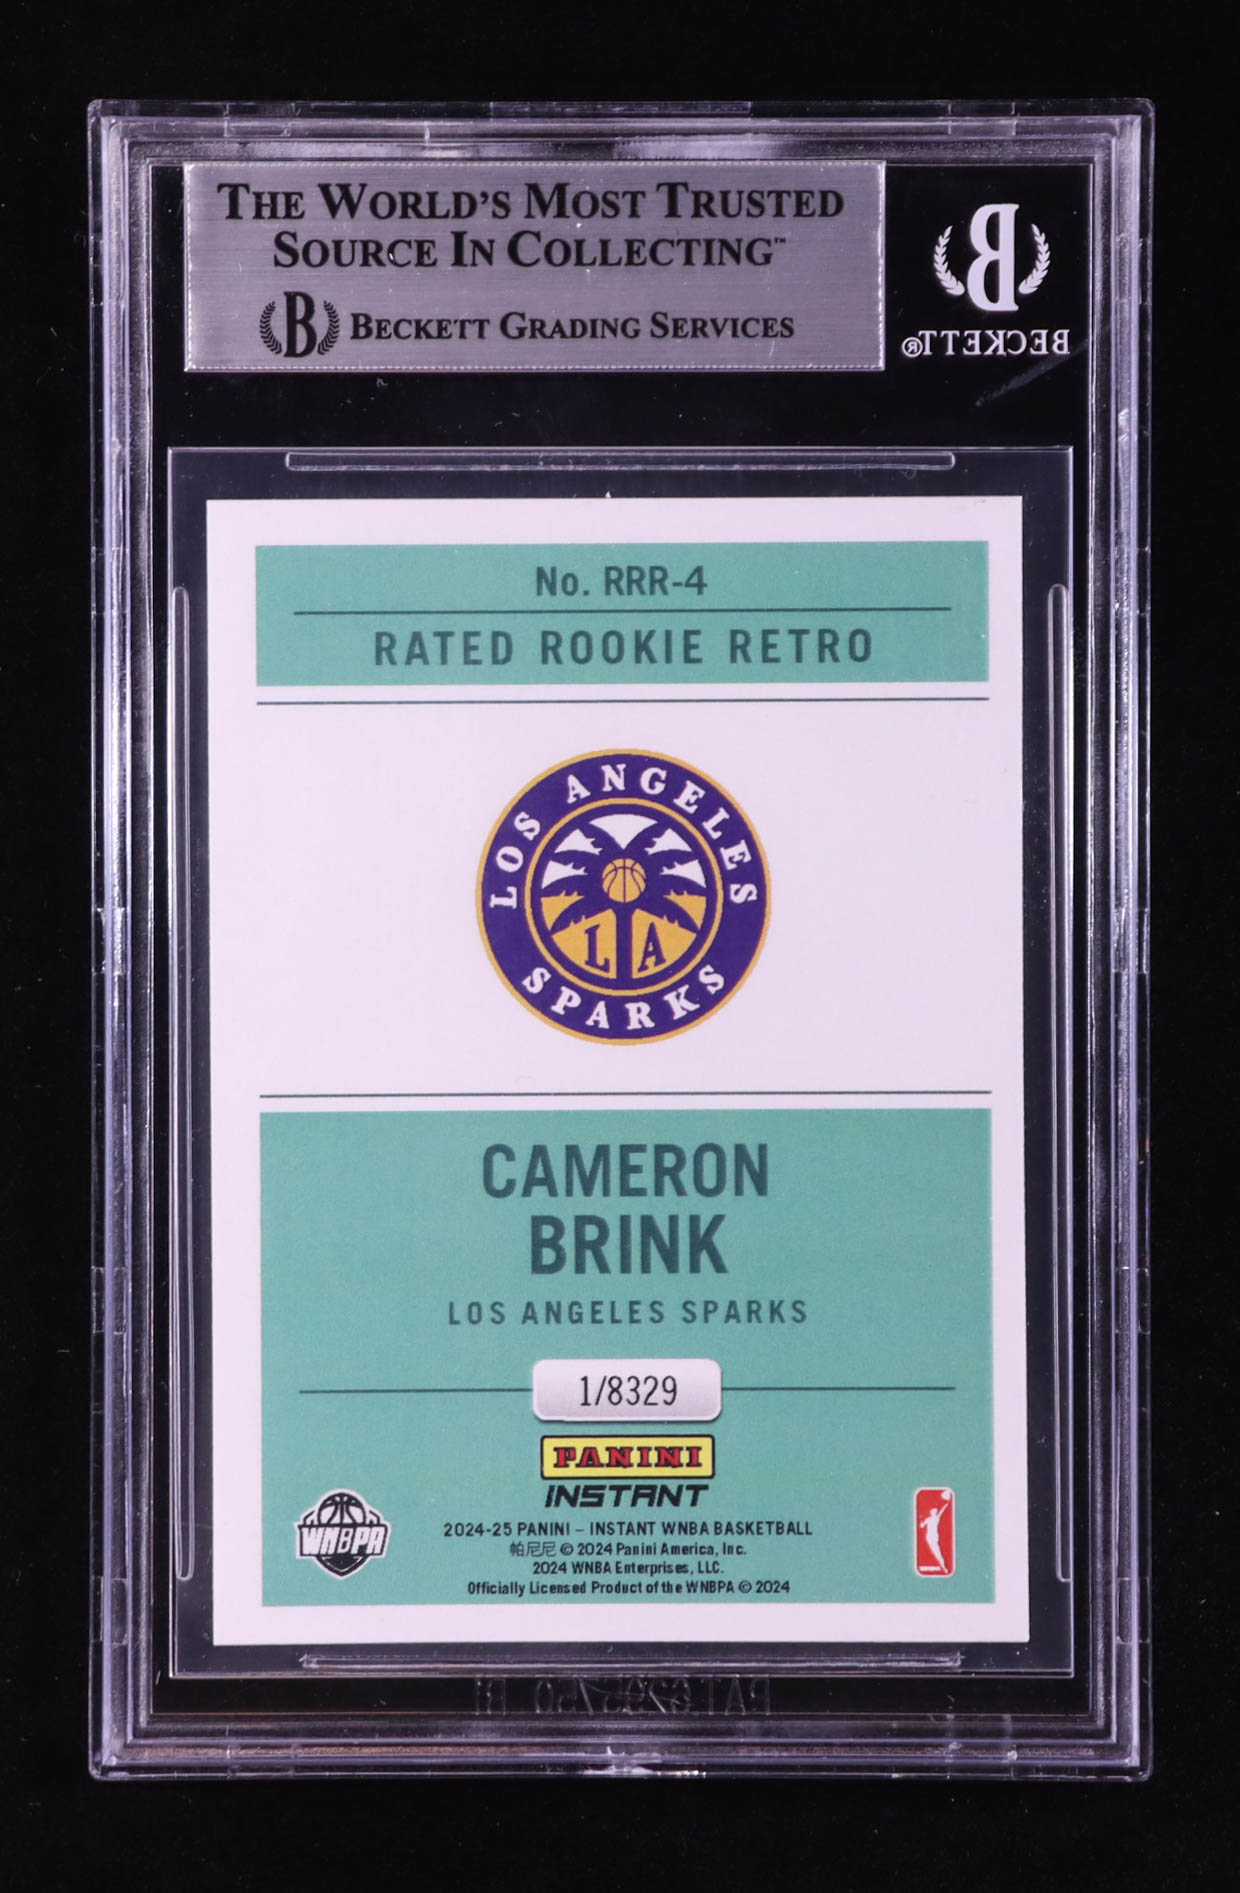 THE WORLD'S MOST TRUSTED
SOURCE IN COLLECTING™
B BECKETT GRADING SERVICES
B
BECKETT®
No. RRR-4
RATED ROOKIE RETRO
LOS ANGELES
LA
SPARKS
CAMERON
BRINK
LOS ANGELES SPARKS
1/8329
PANINI
INSTANT
WNBPA
2024-25 PANINI – INSTANT WNBA BASKETBALL
帕尼尼 © 2024 Panini America, Inc.
2024 WNBA Enterprises, LLC.
Officially Licensed Product of the WNBPA © 2024